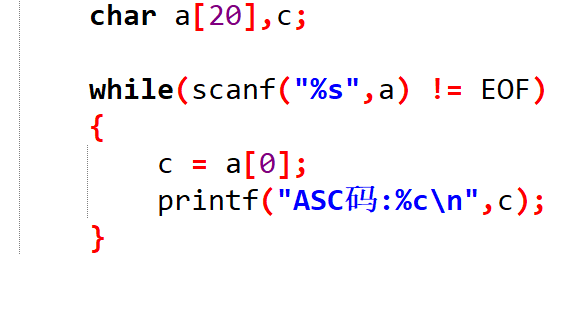 char a[20],c;
while(scanf("%s",a) != EOF)
{
c = a[0];
printf("ASC码:%c\n",c);
}